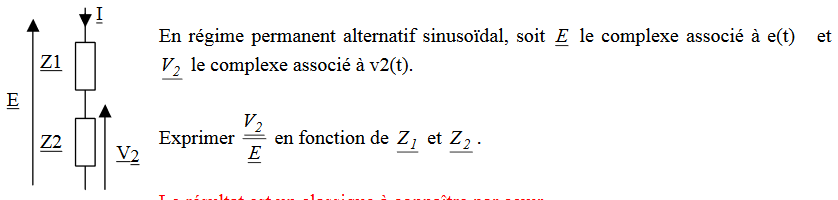 I
Z1
E
Z2
V2
En régime permanent alternatif sinusoïdal, soit E le complexe associé à e(t) et
V2 le complexe associé à v2(t).
Exprimer V2/E en fonction de Z1 et Z2 .